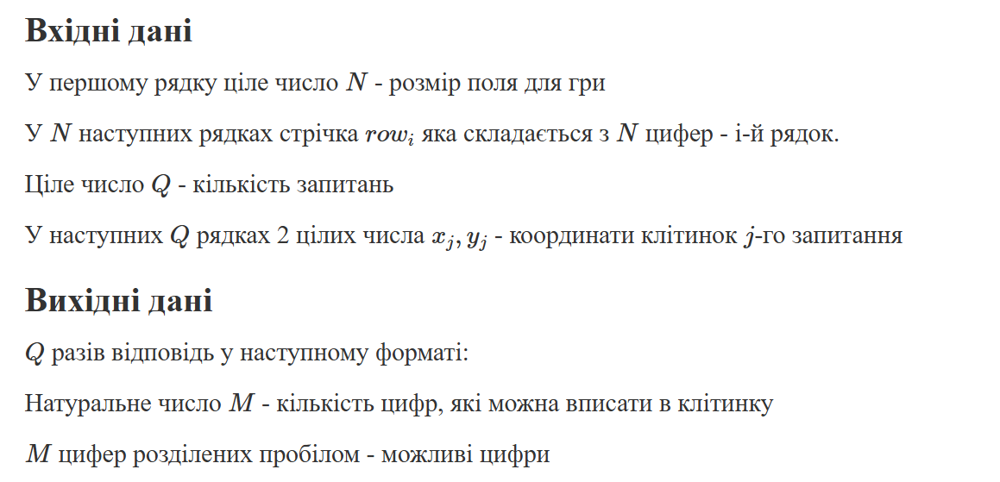 Вхідні дані
У першому рядку ціле число N - розмір поля для гри
У N наступних рядках стрічка row_i яка складається з N цифер - і-й рядок.
Ціле число Q - кількість запитань
У наступних Q рядках 2 цілих числа x_j, y_j - координати клітинок j-го запитання
Вихідні дані
Q разів відповідь у наступному форматі:
Натуральне число M - кількість цифр, які можна вписати в клітинку
M цифер розділених пробілом - можливі цифри